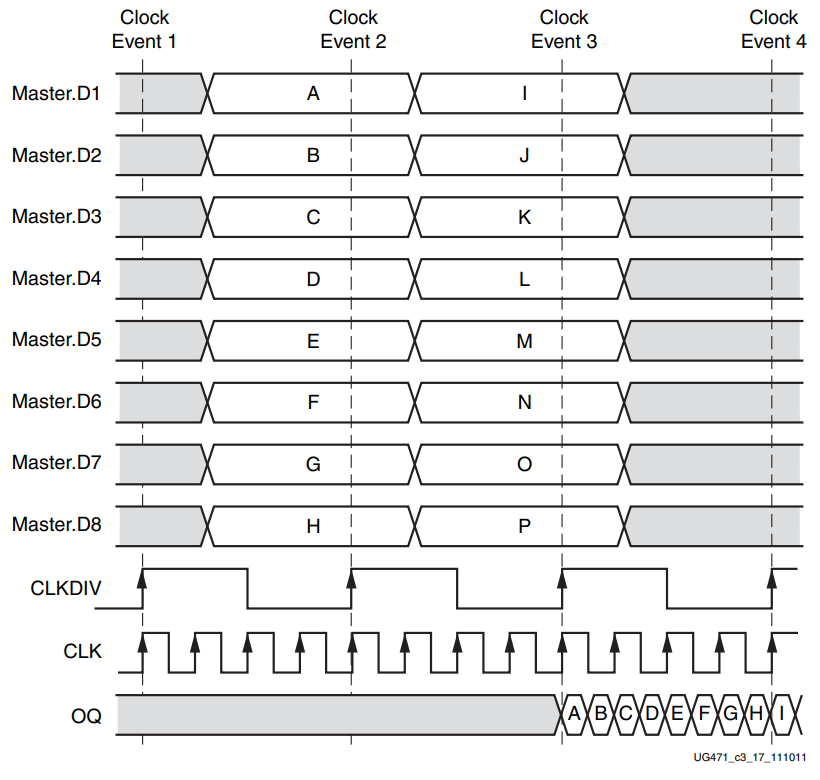 Clock Clock Clock Clock
Event 1 Event 2 Event 3 Event 4
Master.D1 A I
Master.D2 B J
Master.D3 C K
Master.D4 D L
Master.D5 E M
Master.D6 F N
Master.D7 G O
Master.D8 H P
CLKDIV
CLK
OQ A B C D E F G H I
UG471_c3_17_111011